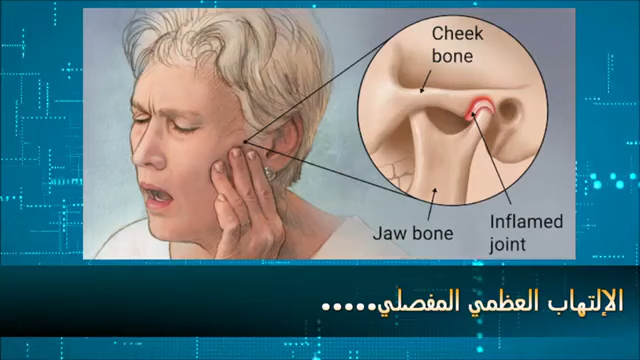 Cheek
bone
Jaw bone
Inflamed
joint
الإلتهاب العظمي المفصلي.....